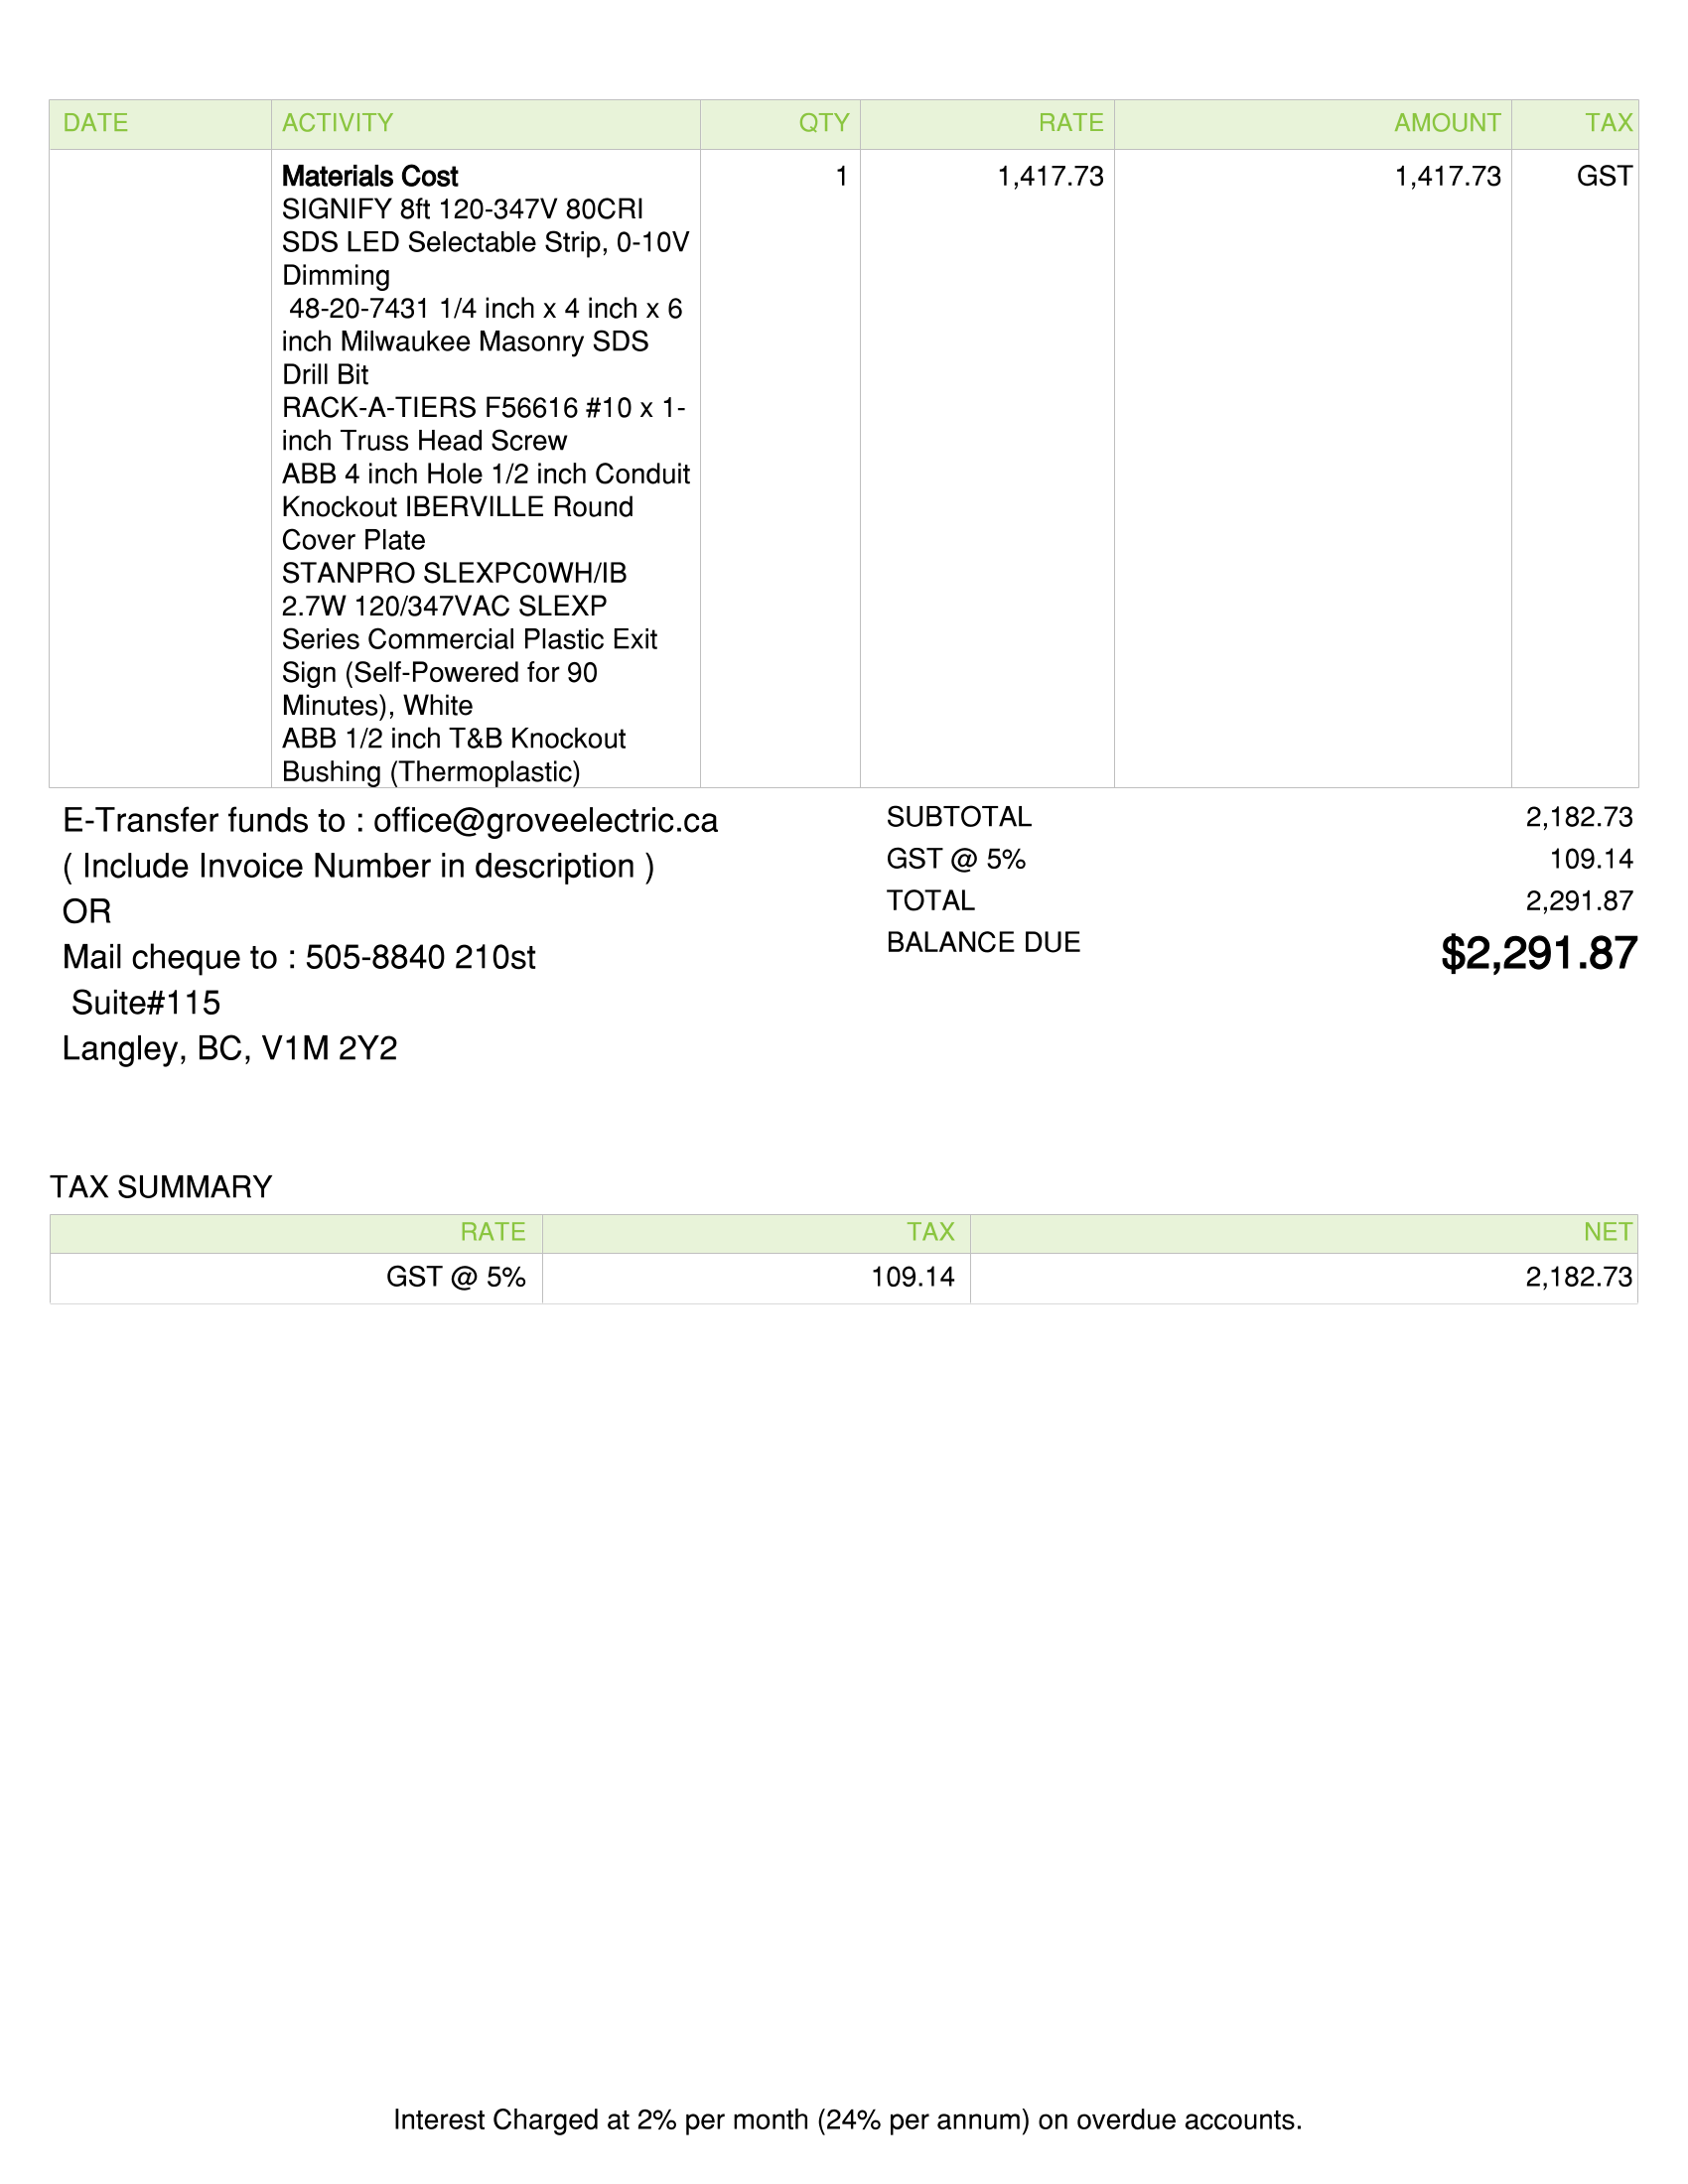 DATE ACTIVITY QTY RATE AMOUNT TAX
Materials Cost 1 1,417.73 1,417.73 GST
SIGNIFY 8ft 120-347V 80CRI
SDS LED Selectable Strip, 0-10V
Dimming
48-20-7431 1/4 inch x 4 inch x 6
inch Milwaukee Masonry SDS
Drill Bit
RACK-A-TIERS F56616 #10 x 1-
inch Truss Head Screw
ABB 4 inch Hole 1/2 inch Conduit
Knockout IBERVILLE Round
Cover Plate
STANPRO SLEXPC0WH/IB
2.7W 120/347VAC SLEXP
Series Commercial Plastic Exit
Sign (Self-Powered for 90
Minutes), White
ABB 1/2 inch T&B Knockout
Bushing (Thermoplastic)
E-Transfer funds to : office@groveelectric.ca
( Include Invoice Number in description )
OR
Mail cheque to : 505-8840 210st
Suite#115
Langley, BC, V1M 2Y2
SUBTOTAL 2,182.73
GST @ 5% 109.14
TOTAL 2,291.87
BALANCE DUE $2,291.87
TAX SUMMARY
RATE TAX NET
GST @ 5% 109.14 2,182.73
Interest Charged at 2% per month (24% per annum) on overdue accounts.